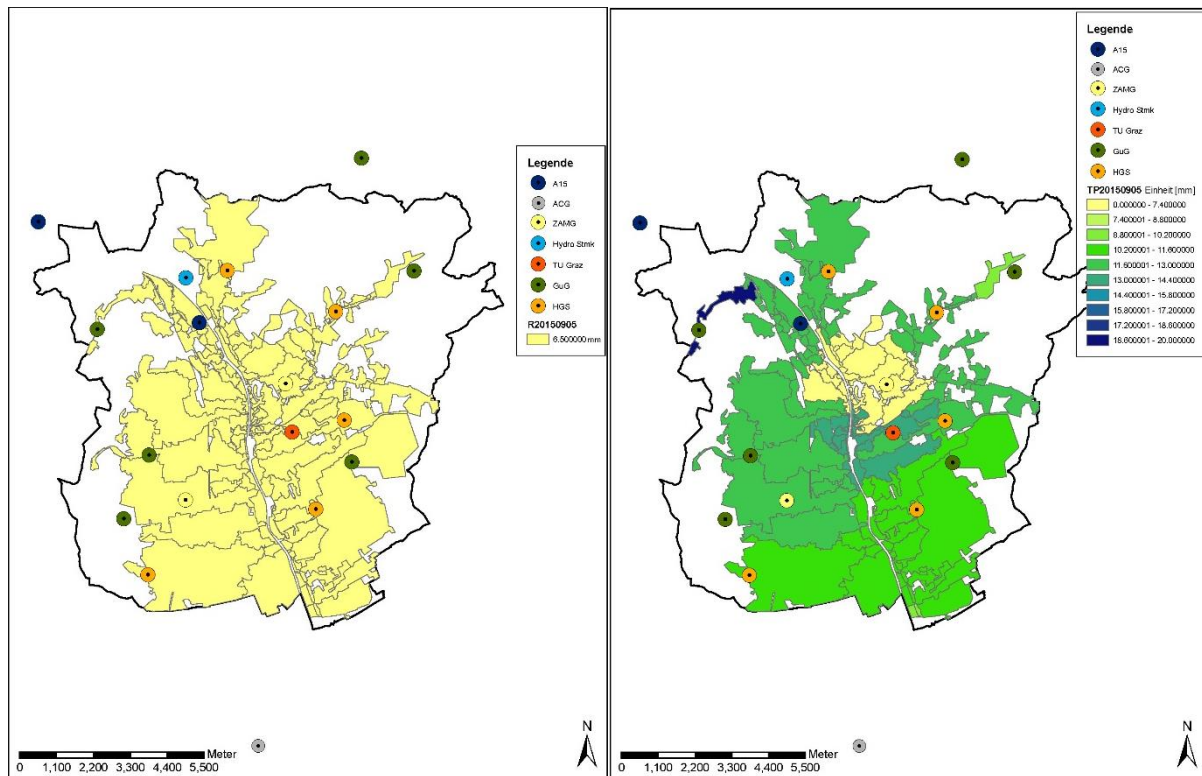 Legende
A15
ACG
ZAMG
Hydro Stmk
TU Graz
GuG
HGS
R20150905
6.500000 mm
N
Meter
0 1,100 2,200 3,300 4,400 5,500
Legende
A15
ACG
ZAMG
Hydro Stmk
TU Graz
GuG
HGS
TP20150905 Einheit [mm]
0.000000 - 7.400000
7.400001 - 8.800000
8.800001 - 10.200000
10.200001 - 11.600000
11.600001 - 13.000000
13.000001 - 14.400000
14.400001 - 15.800000
15.800001 - 17.200000
17.200001 - 18.600000
18.600001 - 20.000000
N
Meter
0 1,100 2,200 3,300 4,400 5,500